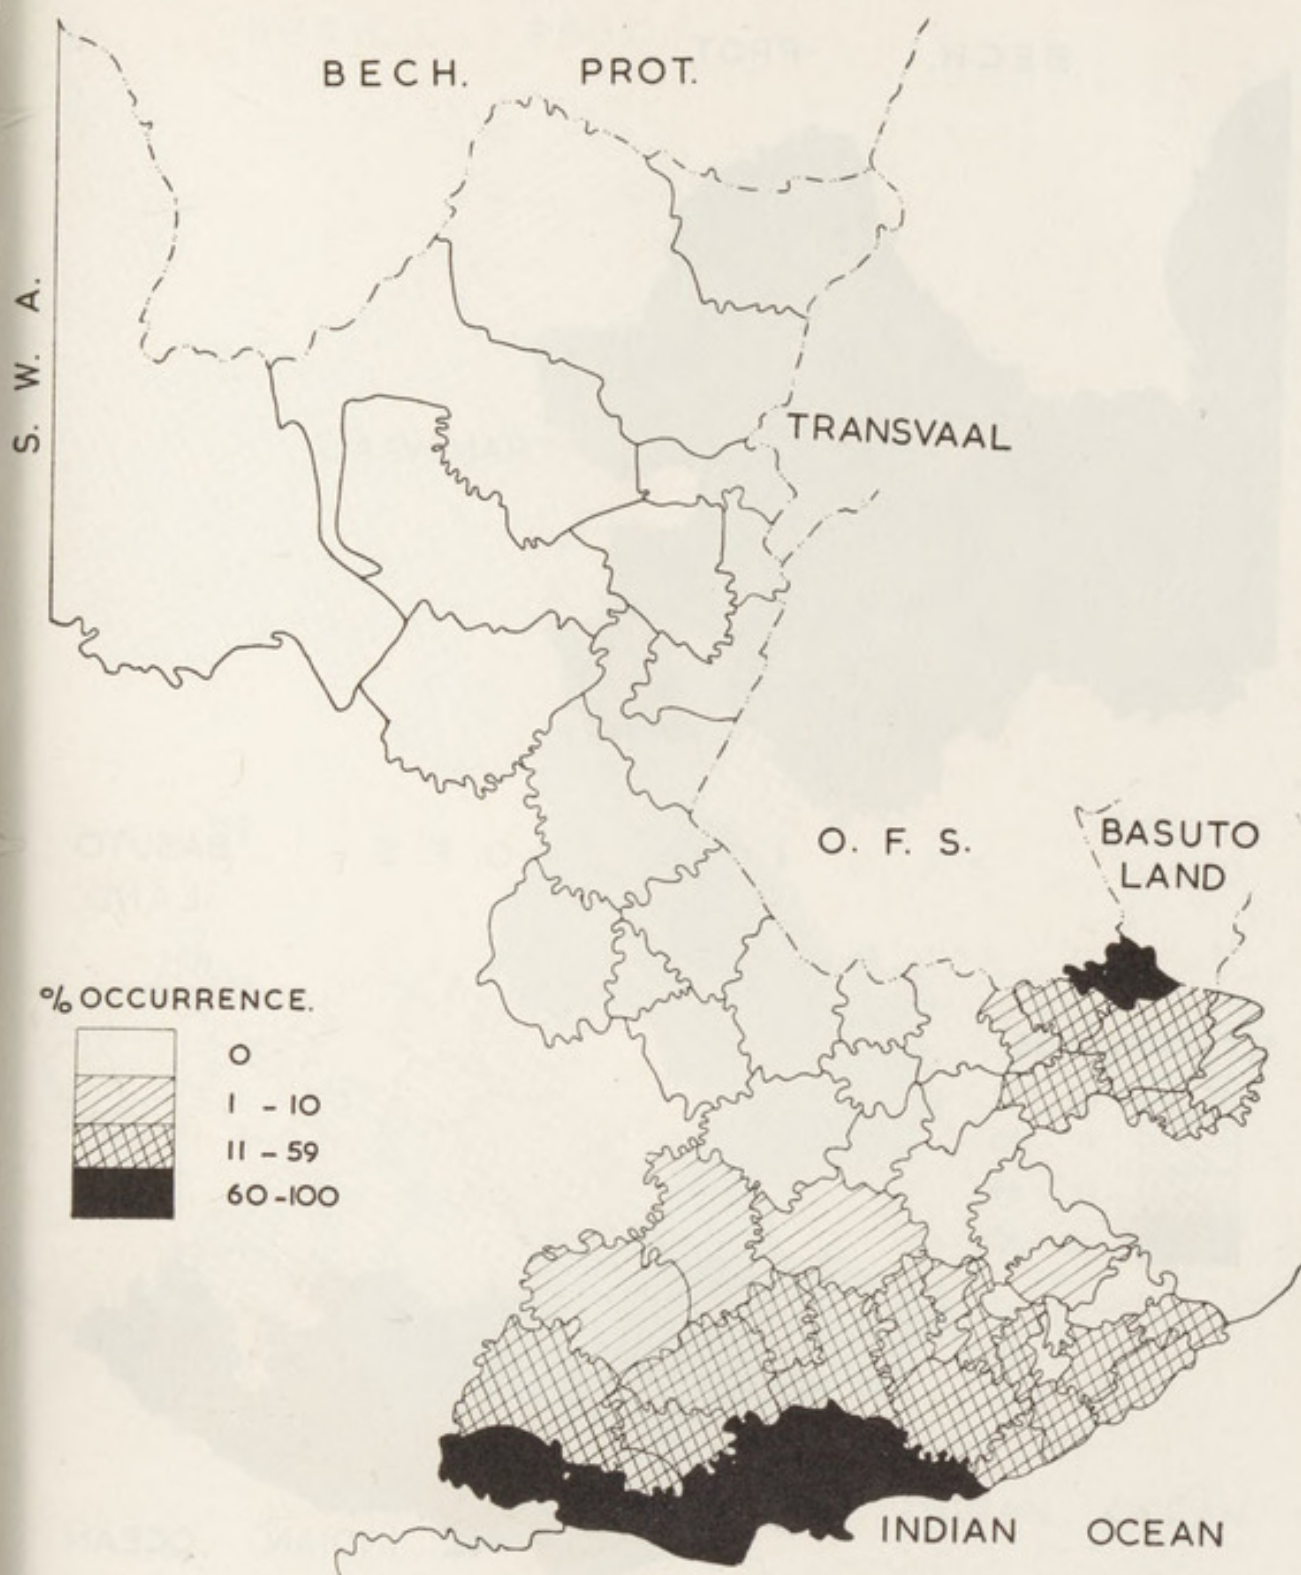 BECH. PROT.
S. W. A.
TRANSVAAL
O. F. S.
BASUTO
LAND
% OCCURRENCE.
0
1 - 10
11 - 59
60 - 100
INDIAN OCEAN